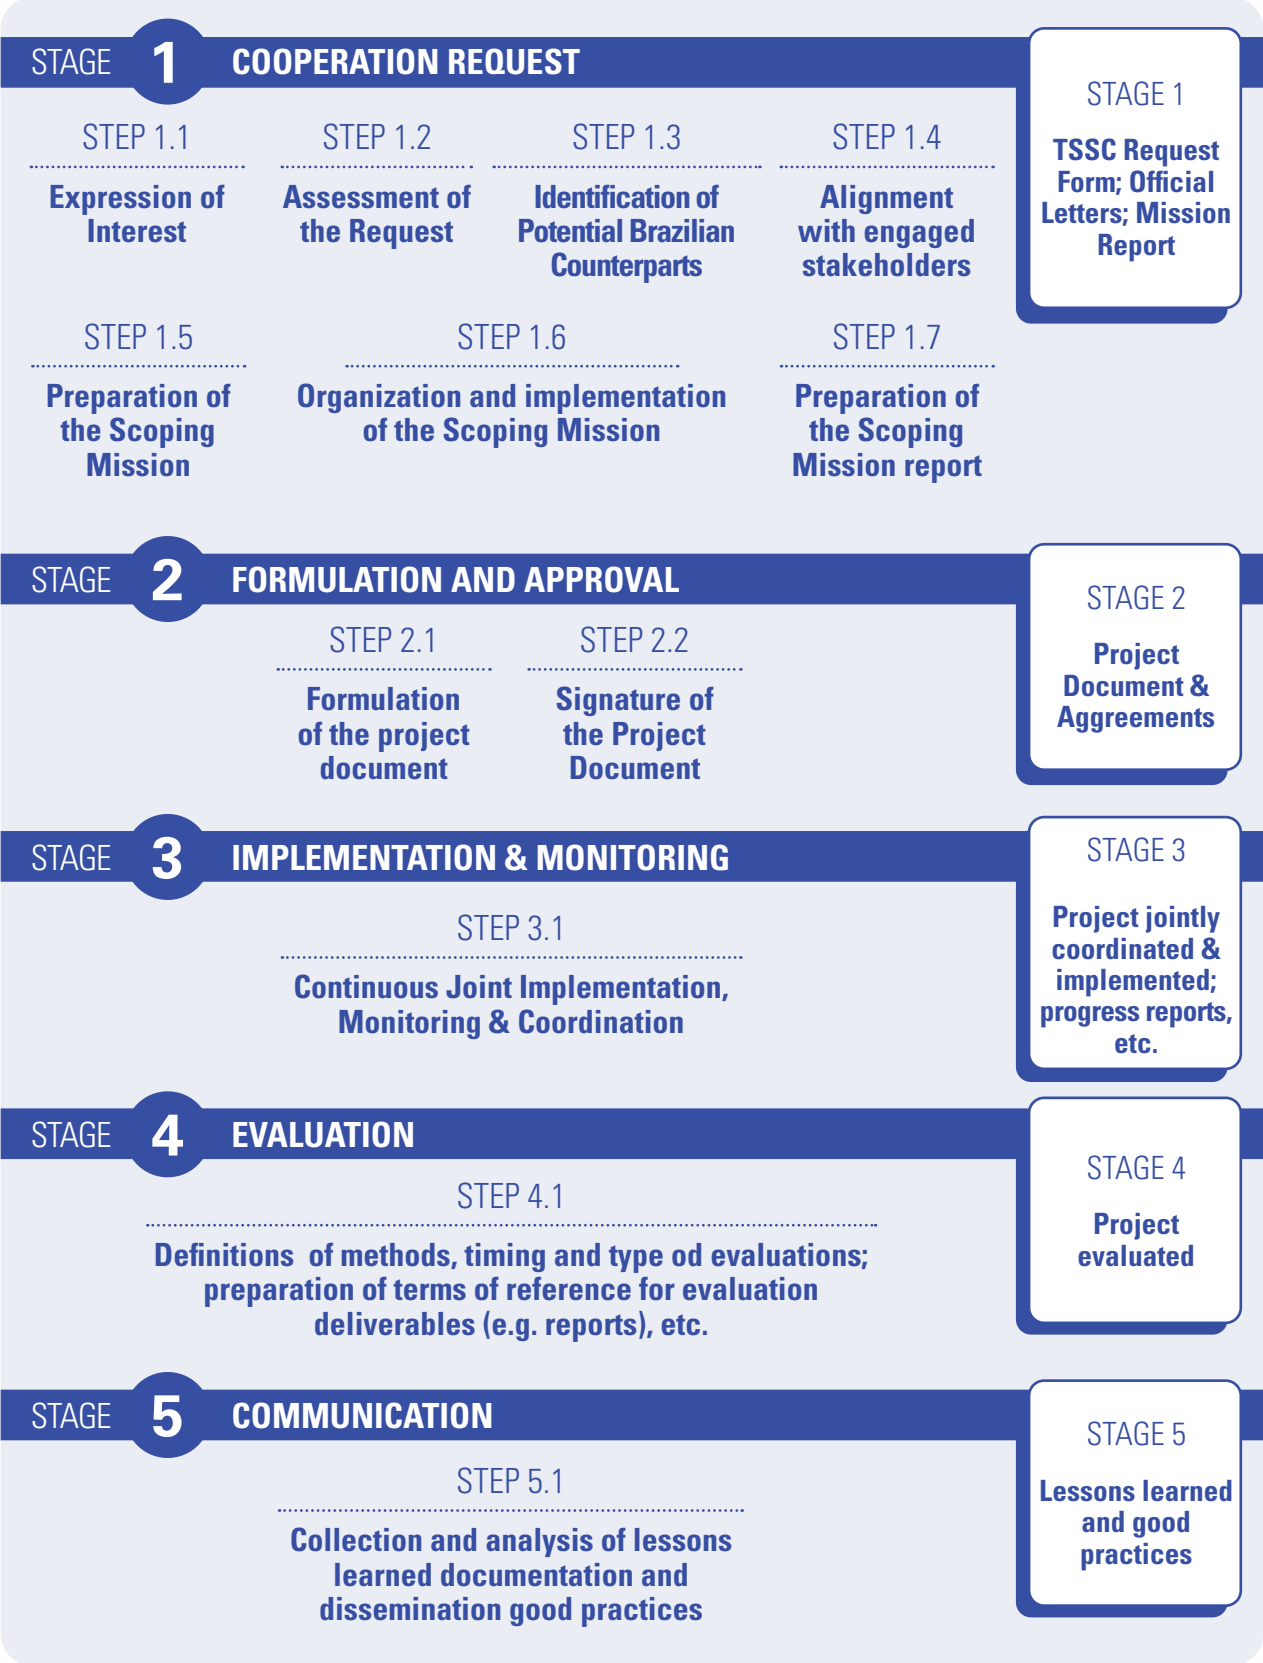 STAGE 1 COOPERATION REQUEST
STEP 1.1
Expression of
Interest
STEP 1.2
Assessment of
the Request
STEP 1.3
Identification of
Potential Brazilian
Counterparts
STEP 1.4
Alignment
with engaged
stakeholders
STAGE 1
TSSC Request
Form; Official
Letters; Mission
Report
STEP 1.5
Preparation of
the Scoping
Mission
STEP 1.6
Organization and implementation
of the Scoping Mission
STEP 1.7
Preparation of
the Scoping
Mission report
STAGE 2 FORMULATION AND APPROVAL
STEP 2.1
Formulation
of the project
document
STEP 2.2
Signature of
the Project
Document
STAGE 2
Project
Document &
Aggreements
STAGE 3 IMPLEMENTATION & MONITORING
STEP 3.1
Continuous Joint Implementation,
Monitoring & Coordination
STAGE 3
Project jointly
coordinated &
implemented;
progress reports,
etc.
STAGE 4 EVALUATION
STEP 4.1
Definitions  of methods, timing and type od evaluations;
preparation of terms of reference for evaluation
deliverables (e.g. reports), etc.
STAGE 4
Project
evaluated
STAGE 5 COMMUNICATION
STEP 5.1
Collection and analysis of lessons
learned documentation and
dissemination good practices
STAGE 5
Lessons learned
and good
practices